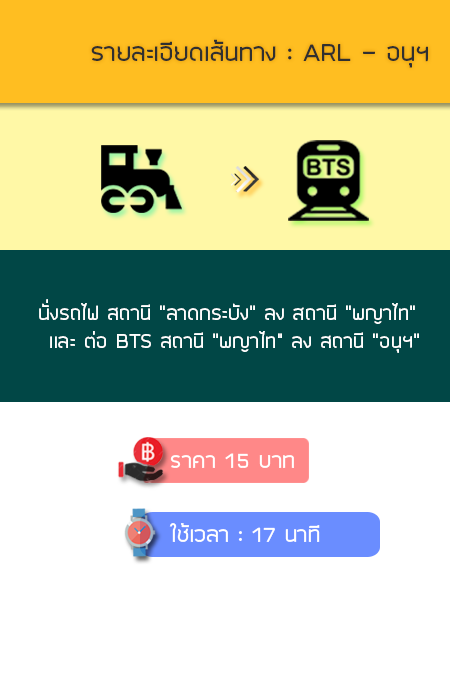 รายละเอียดเส้นทาง : ARL – อนุฯ
BTS
นั่งรถไฟ สถานี "ลาดกระบัง" ลง สถานี "พญาไท"
และ ต่อ BTS สถานี "พญาไท" ลง สถานี "อนุฯ"
฿
ราคา 15 บาท
ใช้เวลา : 17 นาที